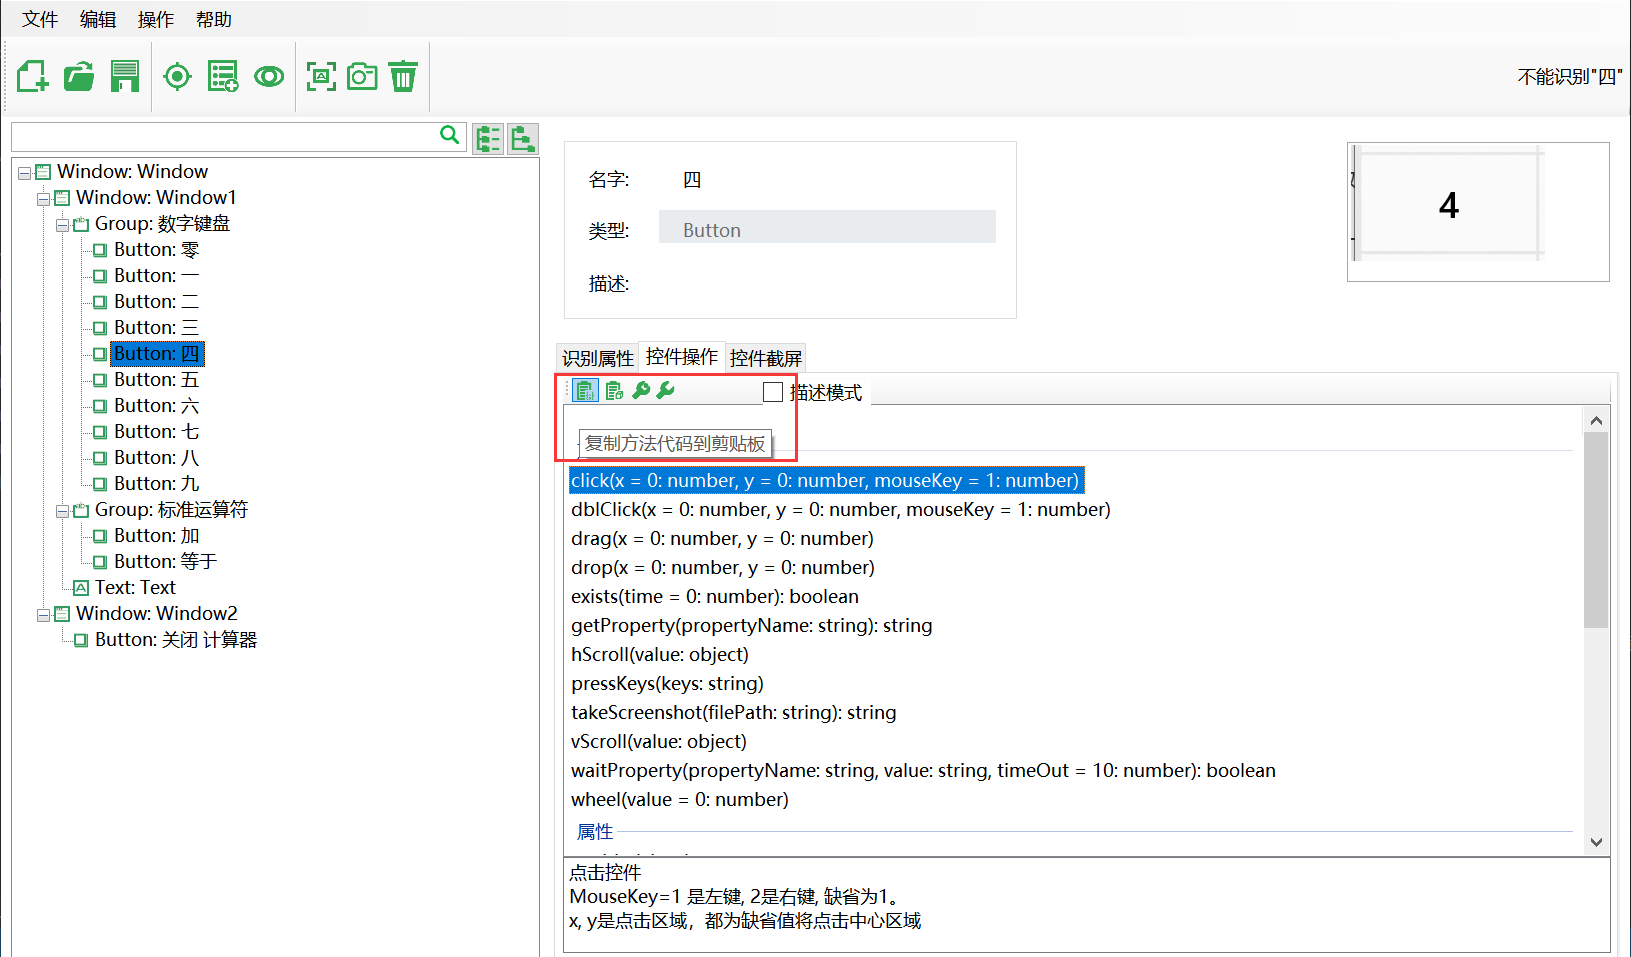 文件 编辑 操作 帮助
不能识别"四"
Window: Window
Window: Window1
Group: 数字键盘
Button: 零
Button: 一
Button: 二
Button: 三
Button: 四
Button: 五
Button: 六
Button: 七
Button: 八
Button: 九
Group: 标准运算符
Button: 加
Button: 等于
Text: Text
Window: Window2
Button: 关闭 计算器
名字: 四
类型: Button
描述:
4
识别属性 控件操作 控件截屏
描述模式
复制方法代码到剪贴板
click(x = 0: number, y = 0: number, mouseKey = 1: number)
dblClick(x = 0: number, y = 0: number, mouseKey = 1: number)
drag(x = 0: number, y = 0: number)
drop(x = 0: number, y = 0: number)
exists(time = 0: number): boolean
getProperty(propertyName: string): string
hScroll(value: object)
pressKeys(keys: string)
takeScreenshot(filePath: string): string
vScroll(value: object)
waitProperty(propertyName: string, value: string, timeOut = 10: number): boolean
wheel(value = 0: number)
属性
点击控件
MouseKey=1 是左键, 2是右键, 缺省为1。
x, y是点击区域，都为缺省值将点击中心区域